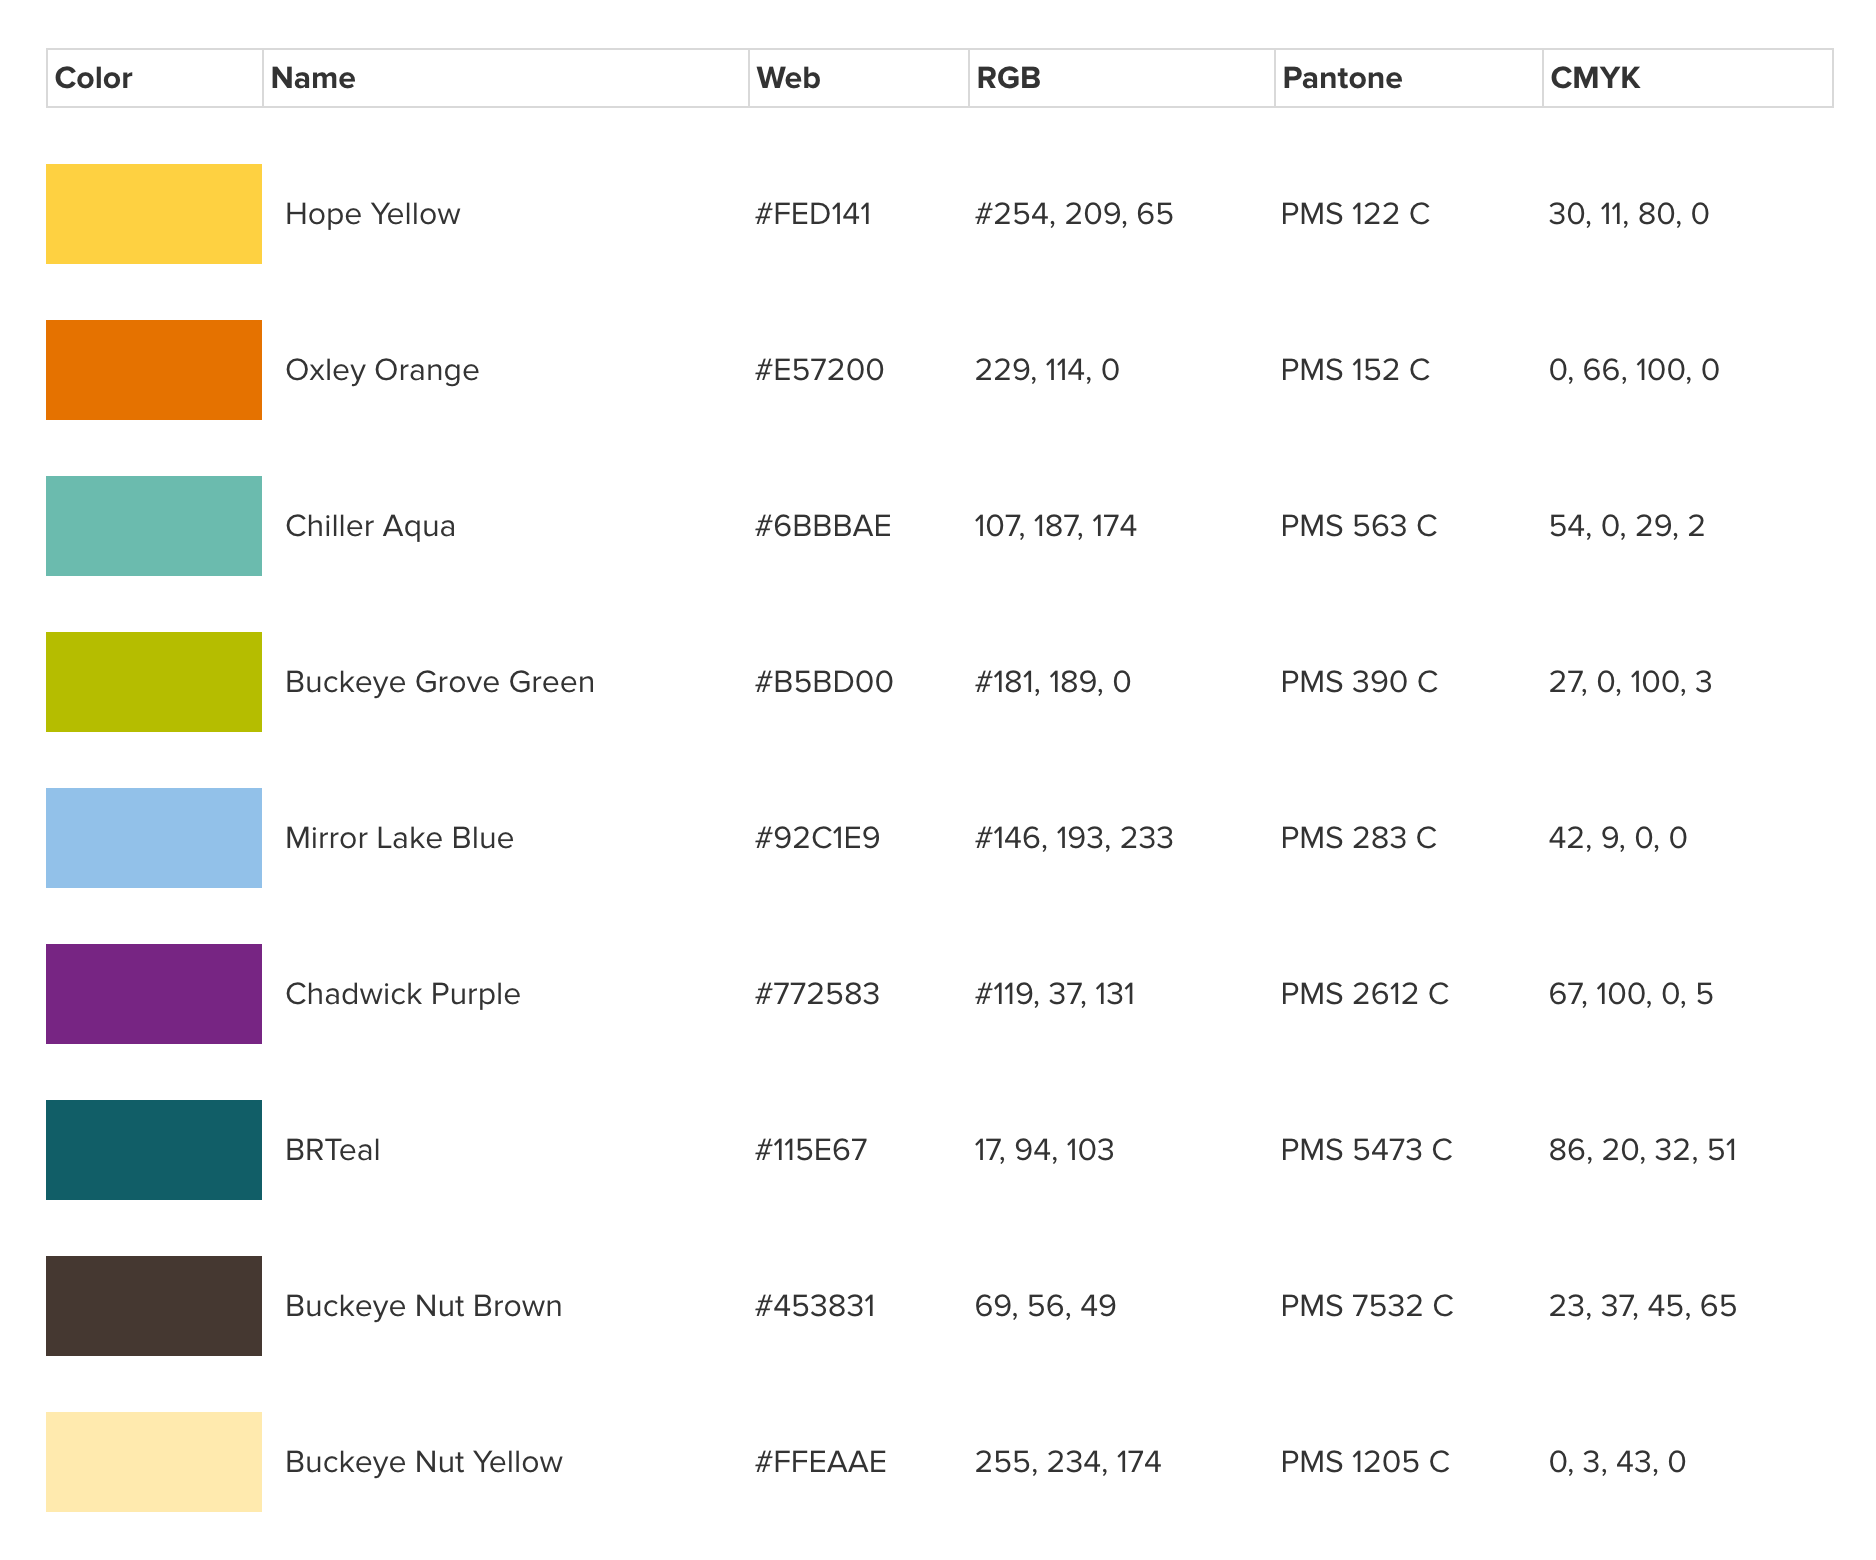 Color Name Web RGB Pantone CMYK
Hope Yellow #FED141 #254, 209, 65 PMS 122 C 30, 11, 80, 0
Oxley Orange #E57200 229, 114, 0 PMS 152 C 0, 66, 100, 0
Chiller Aqua #6BBBAE 107, 187, 174 PMS 563 C 54, 0, 29, 2
Buckeye Grove Green #B5BD00 #181, 189, 0 PMS 390 C 27, 0, 100, 3
Mirror Lake Blue #92C1E9 #146, 193, 233 PMS 283 C 42, 9, 0, 0
Chadwick Purple #772583 #119, 37, 131 PMS 2612 C 67, 100, 0, 5
BRTeal #115E67 17, 94, 103 PMS 5473 C 86, 20, 32, 51
Buckeye Nut Brown #453831 69, 56, 49 PMS 7532 C 23, 37, 45, 65
Buckeye Nut Yellow #FFEAAE 255, 234, 174 PMS 1205 C 0, 3, 43, 0